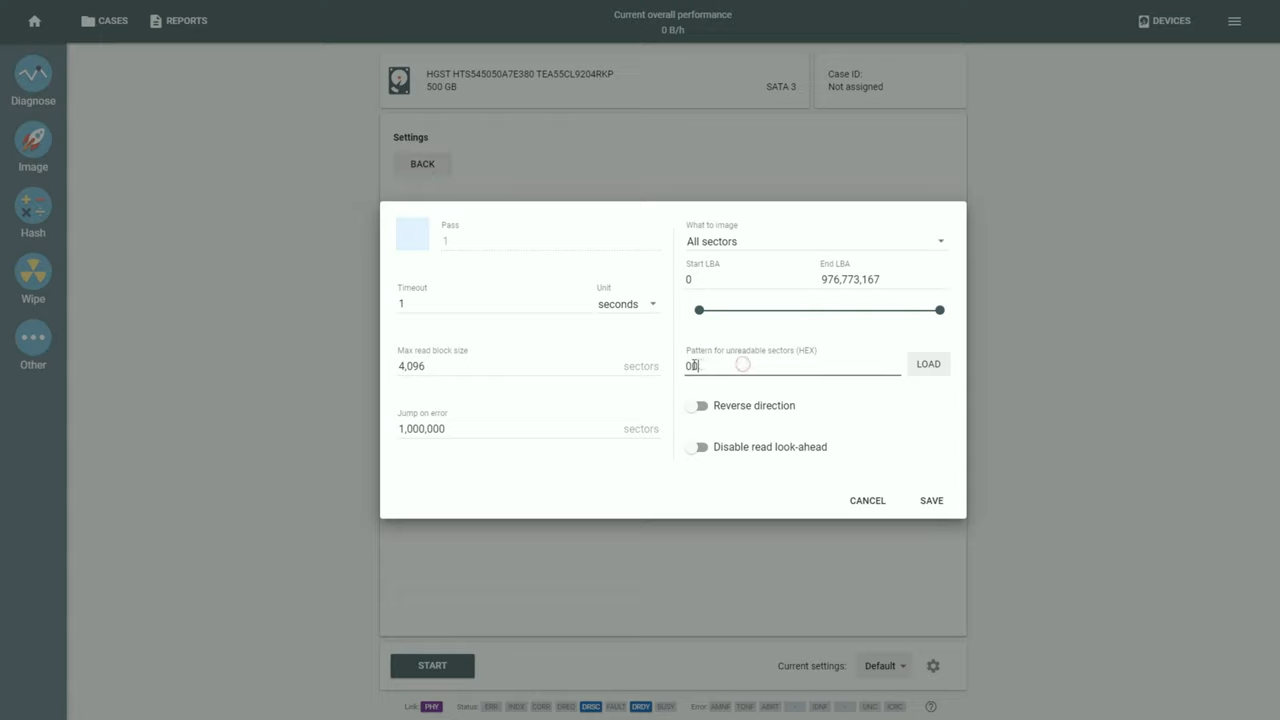 CASES
REPORTS
Current overall performance
0 B/h
DEVICES
Diagnose
Image
Hash
Wipe
Other
HGST HTS545050A7E380 TEA55CL9204RKP
500 GB
SATA 3
Case ID:
Not assigned
Settings
BACK
Pass
1
Timeout
1
Unit
seconds
Max read block size
4,096 sectors
Jump on error
1,000,000 sectors
What to image
All sectors
Start LBA
0
End LBA
976,773,167
Pattern for unreadable sectors (HEX)
00
LOAD
Reverse direction
Disable read look-ahead
CANCEL
SAVE
START
Current settings:
Default
Link: PHY Status: ERR INDX CORR DREQ DRSC FAULT DRDY BUSY Error: AMNF ABRT IDNF UNC ICRC